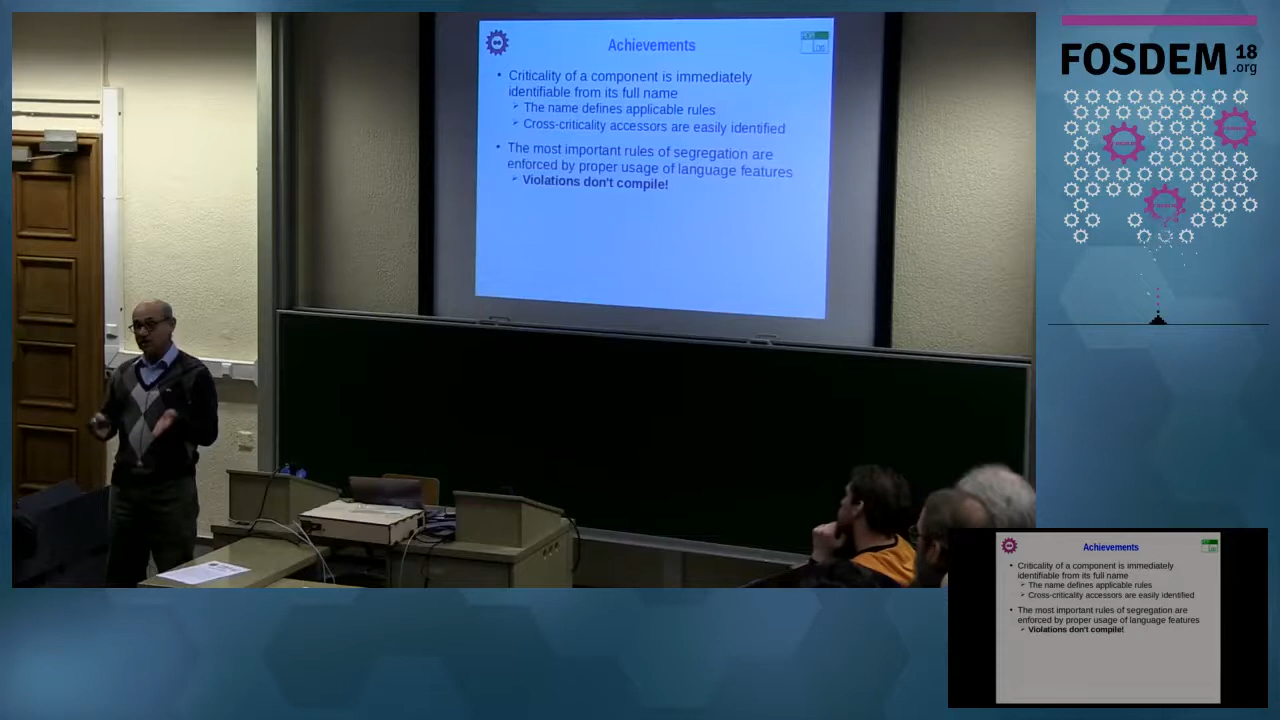 Achievements
• Criticality of a component is immediately
identifiable from its full name
➢ The name defines applicable rules
➢ Cross-criticality accessors are easily identified
• The most important rules of segregation are
enforced by proper usage of language features
➢ Violations don't compile!
FOSDEM 18
.org
Achievements
• Criticality of a component is immediately
identifiable from its full name
➢ The name defines applicable rules
➢ Cross-criticality accessors are easily identified
• The most important rules of segregation are
enforced by proper usage of language features
➢ Violations don't compile!